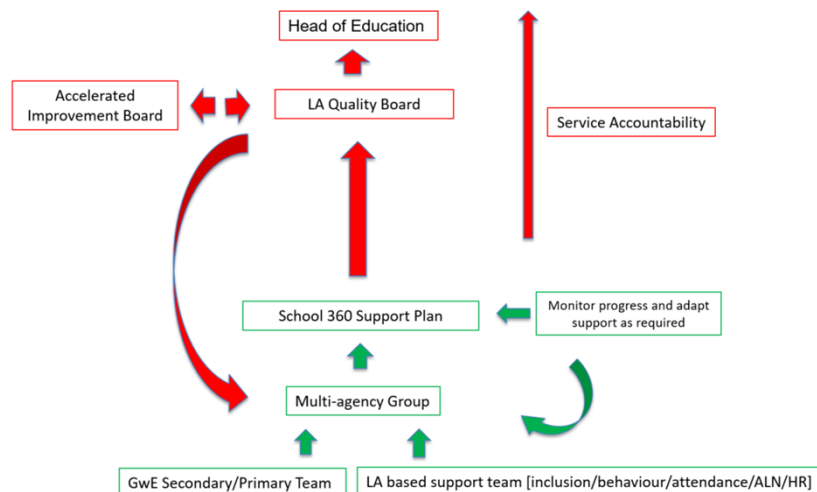 Head of Education
Accelerated
Improvement Board
LA Quality Board
Service Accountability
School 360 Support Plan
Monitor progress and adapt
support as required
Multi-agency Group
GwE Secondary/Primary Team
LA based support team [inclusion/behaviour/attendance/ALN/HR]